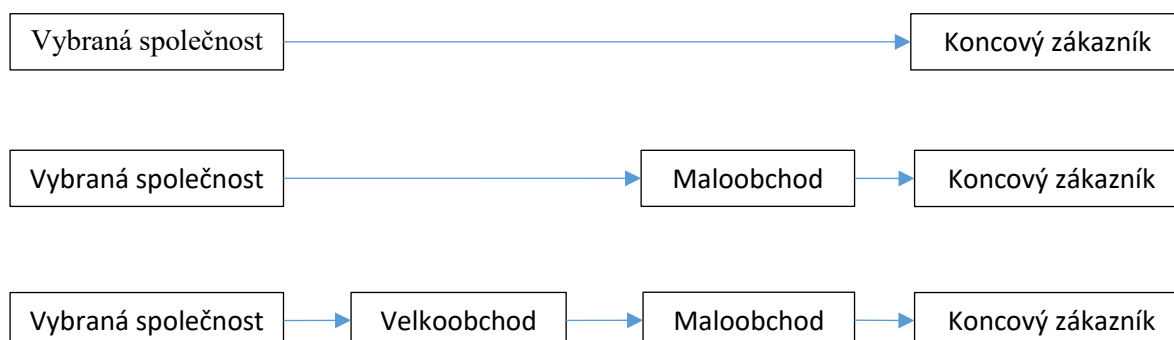 Vybraná společnost Koncový zákazník
Vybraná společnost Maloobchod Koncový zákazník
Vybraná společnost Velkoobchod Maloobchod Koncový zákazník